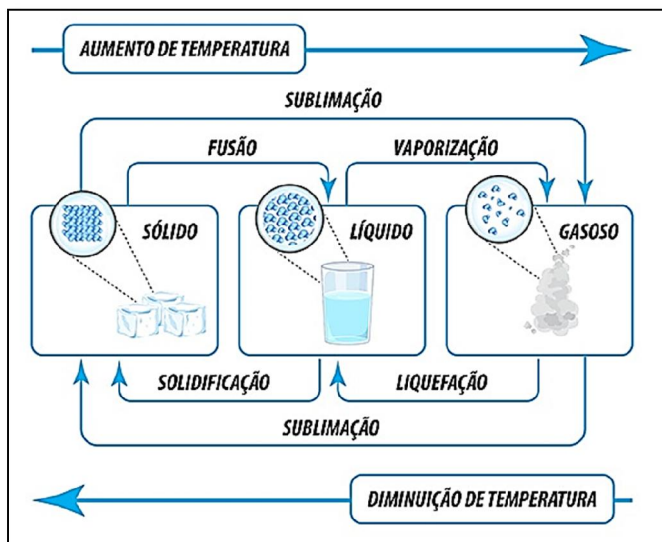 AUMENTO DE TEMPERATURA
SUBLIMAÇÃO
FUSÃO
VAPORIZAÇÃO
SÓLIDO
LÍQUIDO
GASOSO
SOLIDIFICAÇÃO
LIQUEFAÇÃO
SUBLIMAÇÃO
DIMINUIÇÃO DE TEMPERATURA